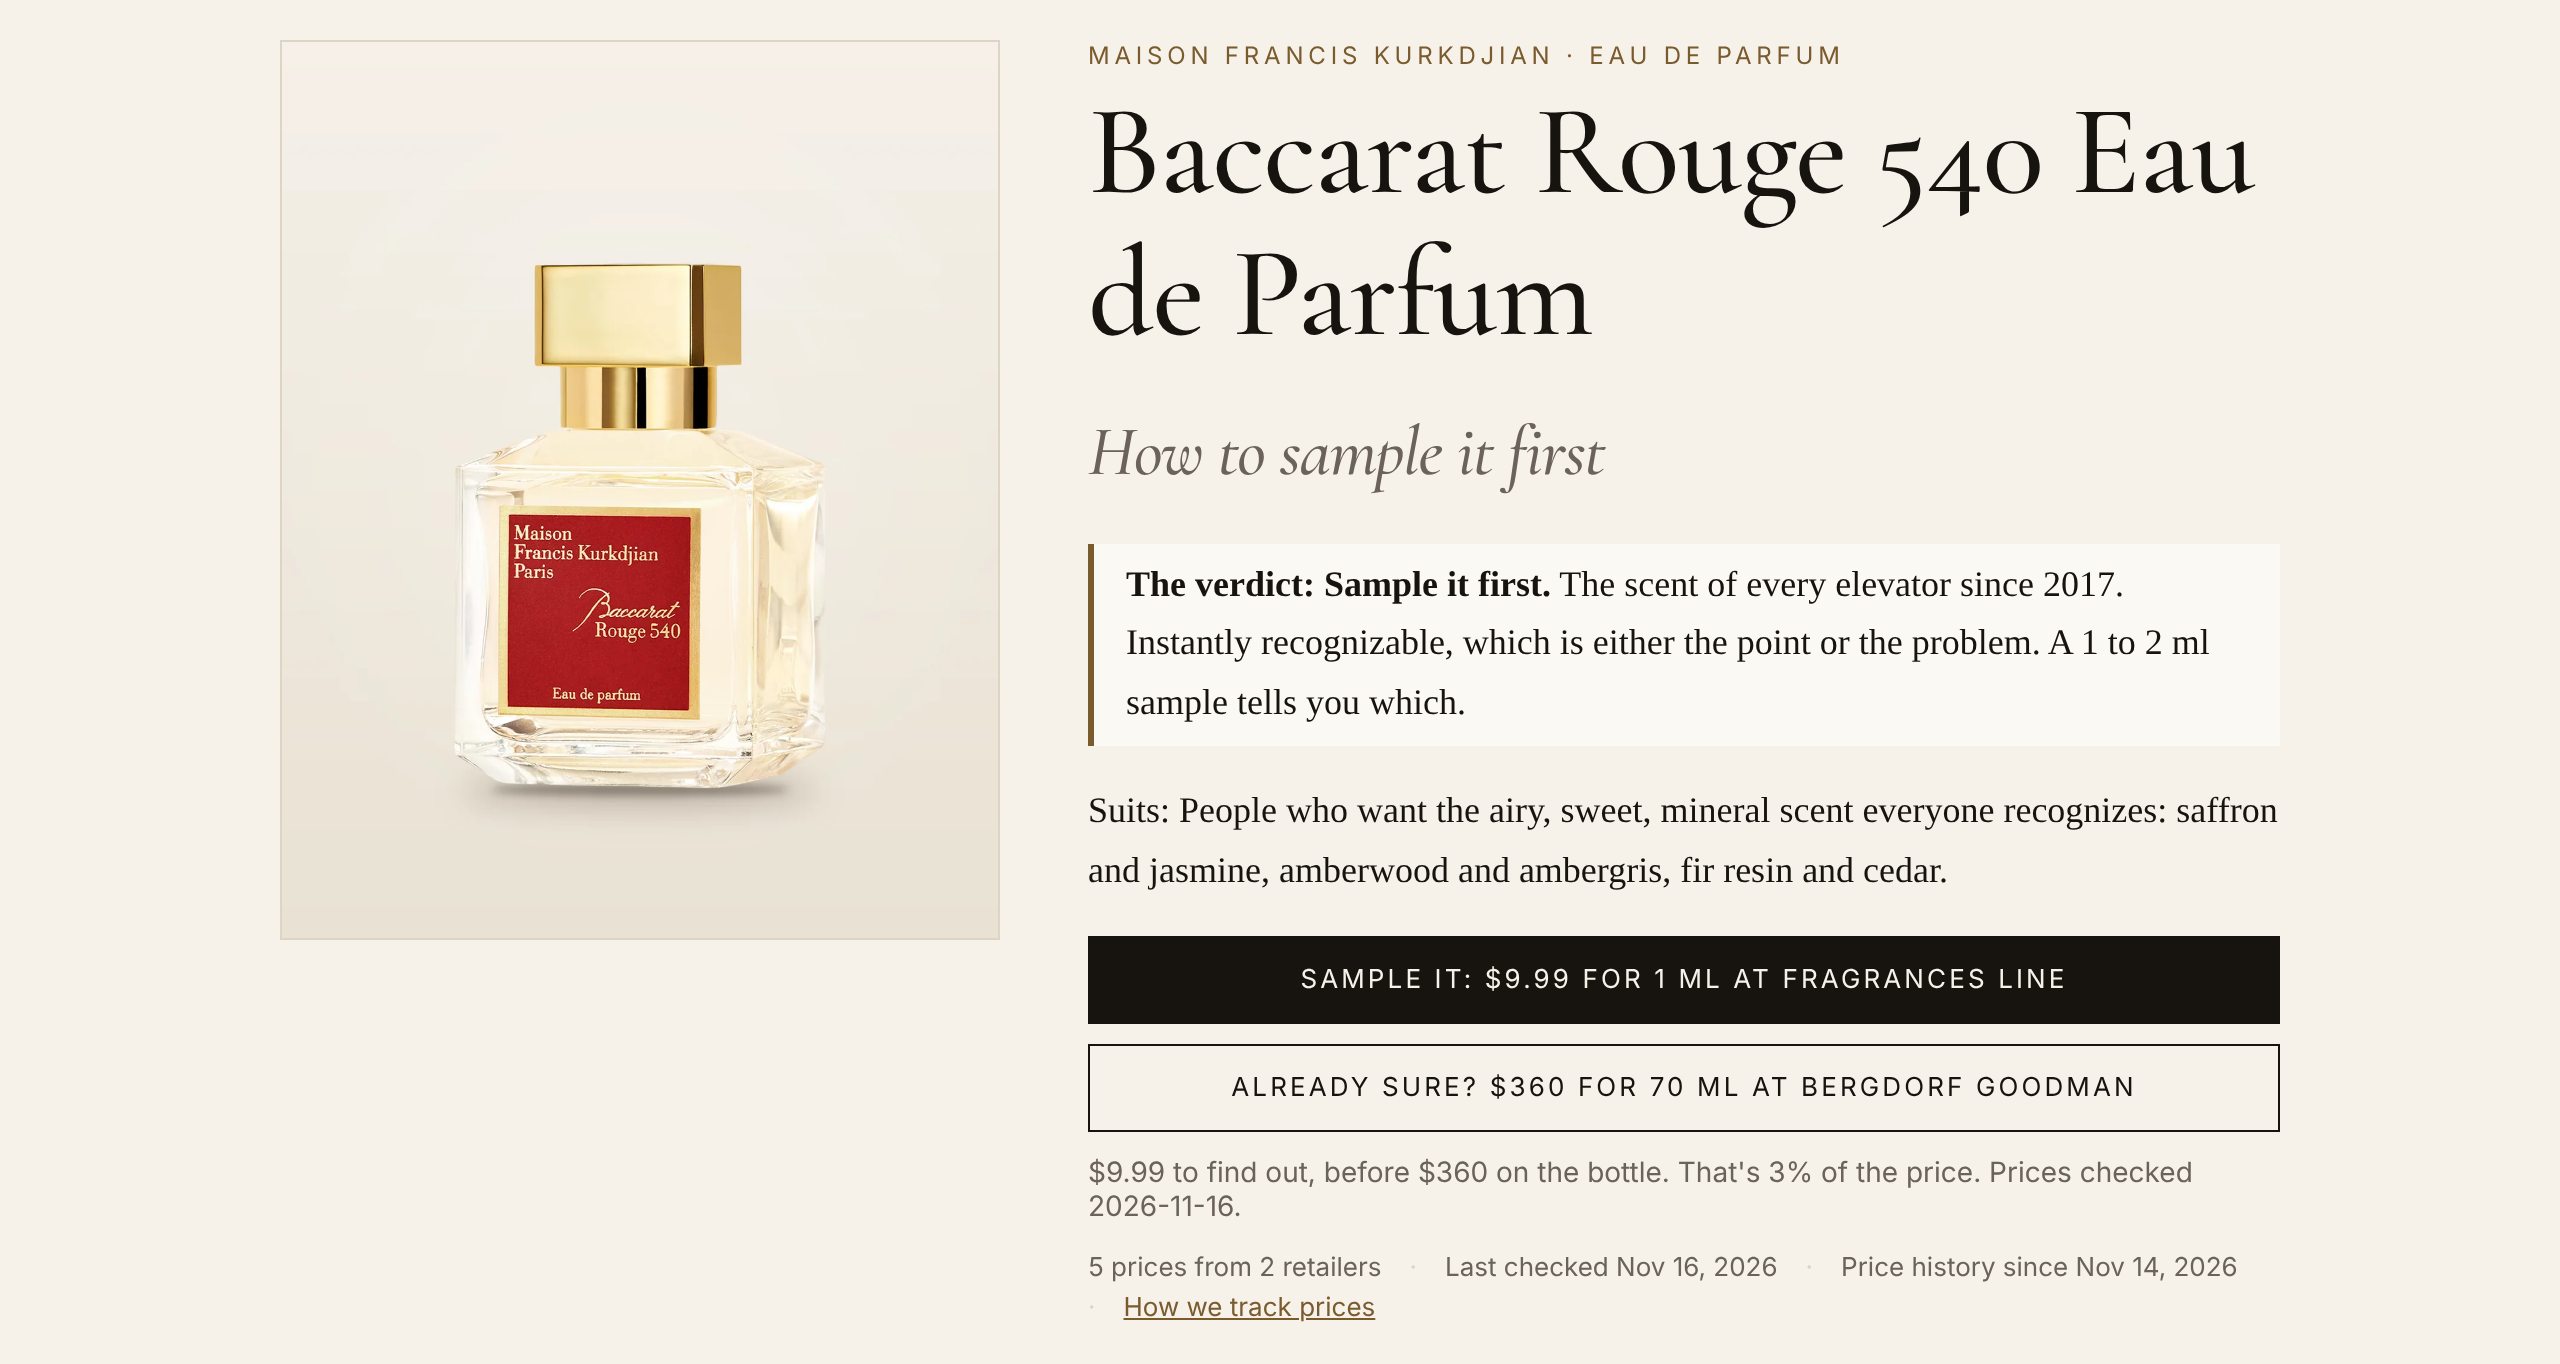 MAISON FRANCIS KURKDJIAN · EAU DE PARFUM
Baccarat Rouge 540 Eau
de Parfum
How to sample it first
Maison
Francis Kurkdjian
Paris
Baccarat
Rouge 540
Eau de parfum
The verdict: Sample it first. The scent of every elevator since 2017.
Instantly recognizable, which is either the point or the problem. A 1 to 2 ml
sample tells you which.
Suits: People who want the airy, sweet, mineral scent everyone recognizes: saffron
and jasmine, amberwood and ambergris, fir resin and cedar.
SAMPLE IT: $9.99 FOR 1 ML AT FRAGRANCES LINE
ALREADY SURE? $360 FOR 70 ML AT BERGDORF GOODMAN
$9.99 to find out, before $360 on the bottle. That's 3% of the price. Prices checked
2026-11-16.
5 prices from 2 retailers · Last checked Nov 16, 2026 · Price history since Nov 14, 2026
· How we track prices